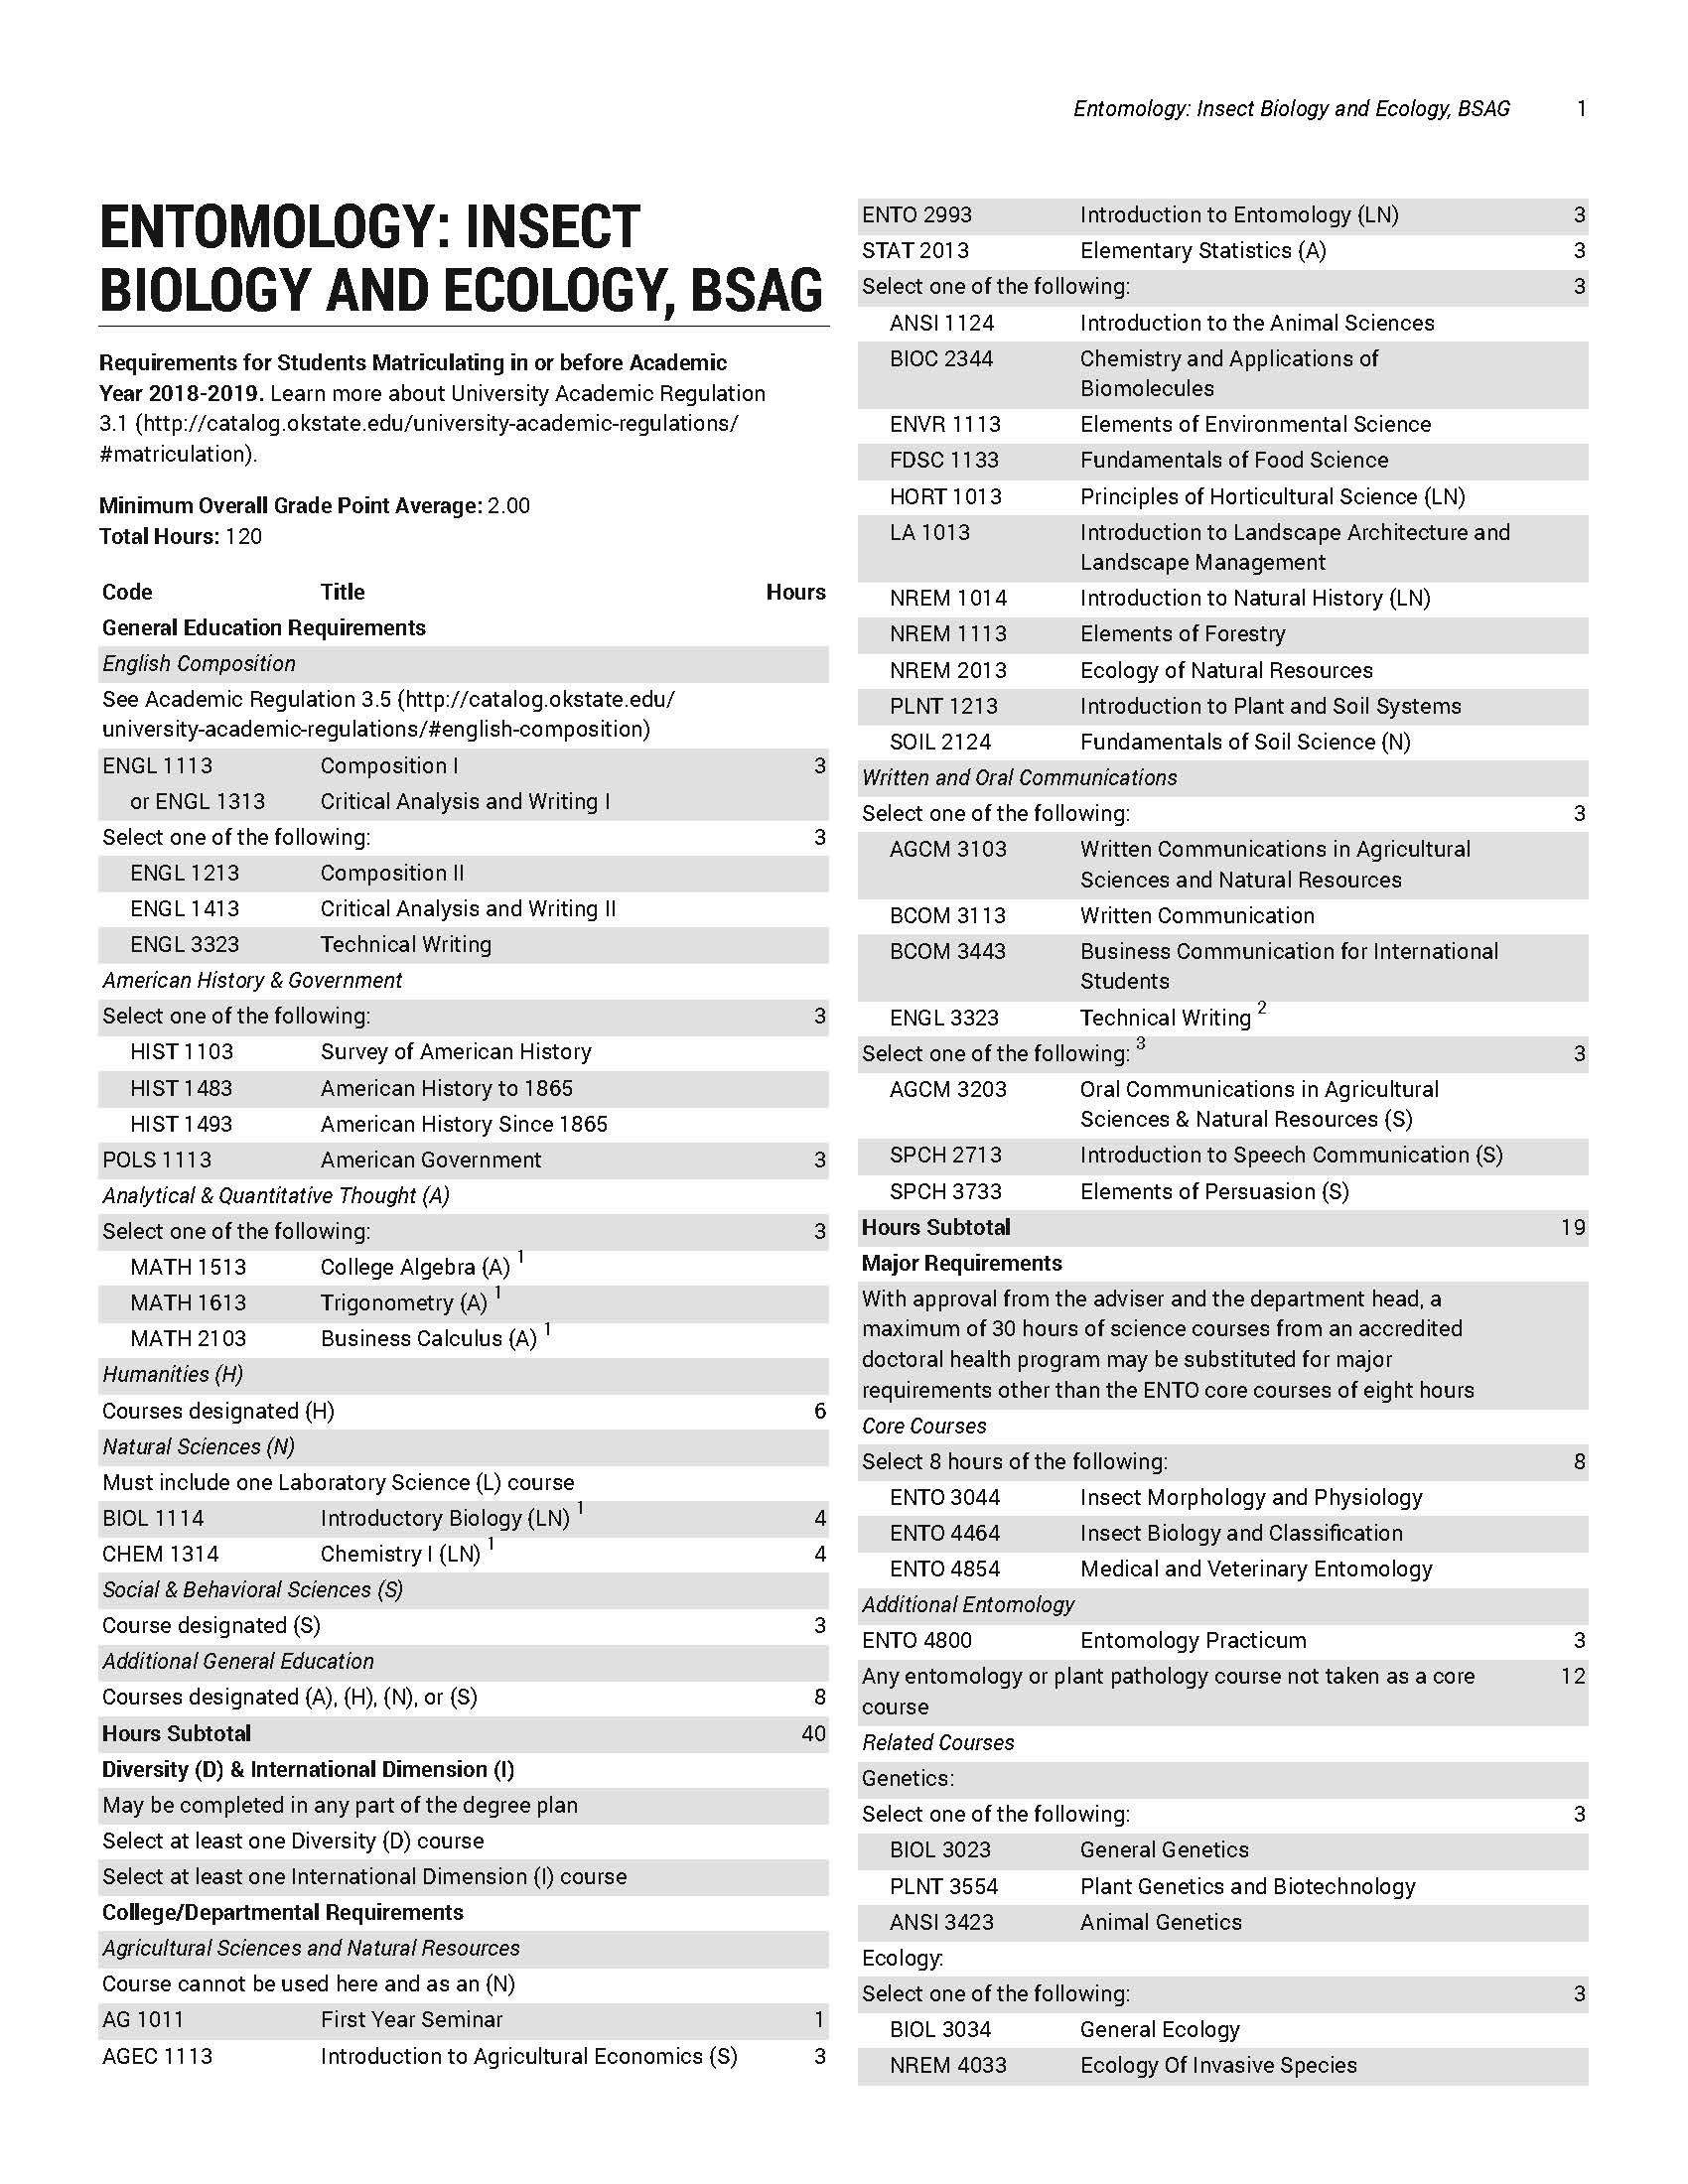 Entomology: Insect Biology and Ecology, BSAG 1
ENTOMOLOGY: INSECT
BIOLOGY AND ECOLOGY, BSAG
Requirements for Students Matriculating in or before Academic
Year 2018-2019. Learn more about University Academic Regulation
3.1 (http://catalog.okstate.edu/university-academic-regulations/
#matriculation).
Minimum Overall Grade Point Average: 2.00
Total Hours: 120
Code Title Hours
General Education Requirements
English Composition
See Academic Regulation 3.5 (http://catalog.okstate.edu/
university-academic-regulations/#english-composition)
ENGL 1113 Composition I 3
or ENGL 1313 Critical Analysis and Writing I
Select one of the following: 3
ENGL 1213 Composition II
ENGL 1413 Critical Analysis and Writing II
ENGL 3323 Technical Writing
American History & Government
Select one of the following: 3
HIST 1103 Survey of American History
HIST 1483 American History to 1865
HIST 1493 American History Since 1865
POLS 1113 American Government 3
Analytical & Quantitative Thought (A)
Select one of the following: 3
MATH 1513 College Algebra (A) 1
MATH 1613 Trigonometry (A) 1
MATH 2103 Business Calculus (A) 1
Humanities (H)
Courses designated (H) 6
Natural Sciences (N)
Must include one Laboratory Science (L) course
BIOL 1114 Introductory Biology (LN) 1 4
CHEM 1314 Chemistry I (LN) 1 4
Social & Behavioral Sciences (S)
Course designated (S) 3
Additional General Education
Courses designated (A), (H), (N), or (S) 8
Hours Subtotal 40
Diversity (D) & International Dimension (I)
May be completed in any part of the degree plan
Select at least one Diversity (D) course
Select at least one International Dimension (I) course
College/Departmental Requirements
Agricultural Sciences and Natural Resources
Course cannot be used here and as an (N)
AG 1011 First Year Seminar 1
AGEC 1113 Introduction to Agricultural Economics (S) 3
ENTO 2993 Introduction to Entomology (LN) 3
STAT 2013 Elementary Statistics (A) 3
Select one of the following: 3
ANSI 1124 Introduction to the Animal Sciences
BIOC 2344 Chemistry and Applications of
Biomolecules
ENVR 1113 Elements of Environmental Science
FDSC 1133 Fundamentals of Food Science
HORT 1013 Principles of Horticultural Science (LN)
LA 1013 Introduction to Landscape Architecture and
Landscape Management
NREM 1014 Introduction to Natural History (LN)
NREM 1113 Elements of Forestry
NREM 2013 Ecology of Natural Resources
PLNT 1213 Introduction to Plant and Soil Systems
SOIL 2124 Fundamentals of Soil Science (N)
Written and Oral Communications
Select one of the following: 3
AGCM 3103 Written Communications in Agricultural
Sciences and Natural Resources
BCOM 3113 Written Communication
BCOM 3443 Business Communication for International
Students
ENGL 3323 Technical Writing 2
Select one of the following: 3 3
AGCM 3203 Oral Communications in Agricultural
Sciences & Natural Resources (S)
SPCH 2713 Introduction to Speech Communication (S)
SPCH 3733 Elements of Persuasion (S)
Hours Subtotal 19
Major Requirements
With approval from the adviser and the department head, a
maximum of 30 hours of science courses from an accredited
doctoral health program may be substituted for major
requirements other than the ENTO core courses of eight hours
Core Courses
Select 8 hours of the following: 8
ENTO 3044 Insect Morphology and Physiology
ENTO 4464 Insect Biology and Classification
ENTO 4854 Medical and Veterinary Entomology
Additional Entomology
ENTO 4800 Entomology Practicum 3
Any entomology or plant pathology course not taken as a core 12
course
Related Courses
Genetics:
Select one of the following: 3
BIOL 3023 General Genetics
PLNT 3554 Plant Genetics and Biotechnology
ANSI 3423 Animal Genetics
Ecology:
Select one of the following: 3
BIOL 3034 General Ecology
NREM 4033 Ecology Of Invasive Species